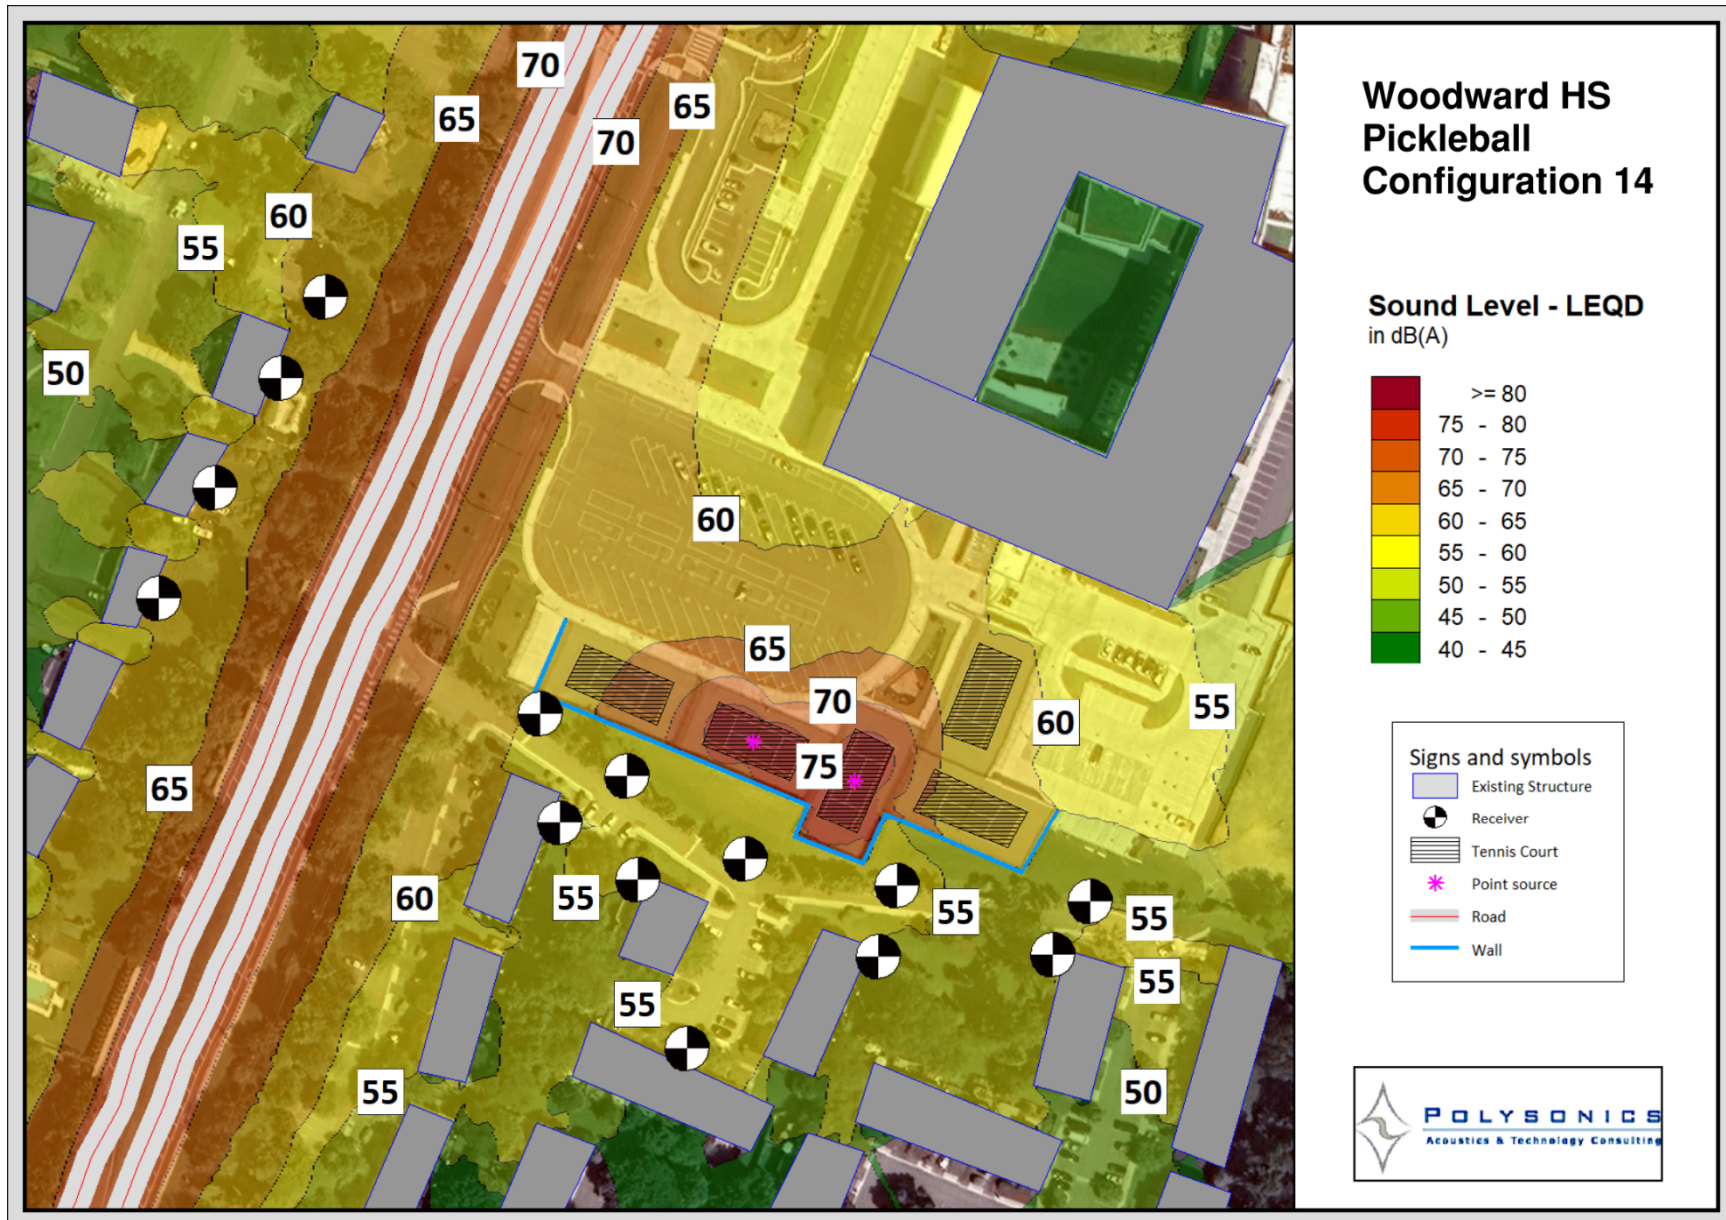 Woodward HS
Pickleball
Configuration 14
Sound Level - LEQD
in dB(A)
>= 80
75 - 80
70 - 75
65 - 70
60 - 65
55 - 60
50 - 55
45 - 50
40 - 45
Signs and symbols
Existing Structure
Receiver
Tennis Court
Point source
Road
Wall
POLYSONICS
Acoustics & Technology Consulting
70
65
65
70
60
55
50
60
65
70
60
55
75
65
60
55
55
55
55
55
55
50